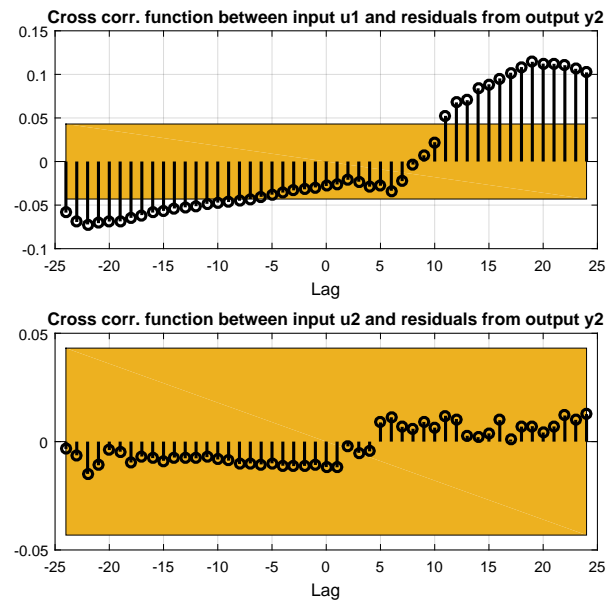 Cross corr. function between input u1 and residuals from output y2
0.15
0.1
0.05
0
-0.05
-0.1
-25 -20 -15 -10 -5 0 5 10 15 20 25
Lag
Cross corr. function between input u2 and residuals from output y2
0.05
0
-0.05
-25 -20 -15 -10 -5 0 5 10 15 20 25
Lag